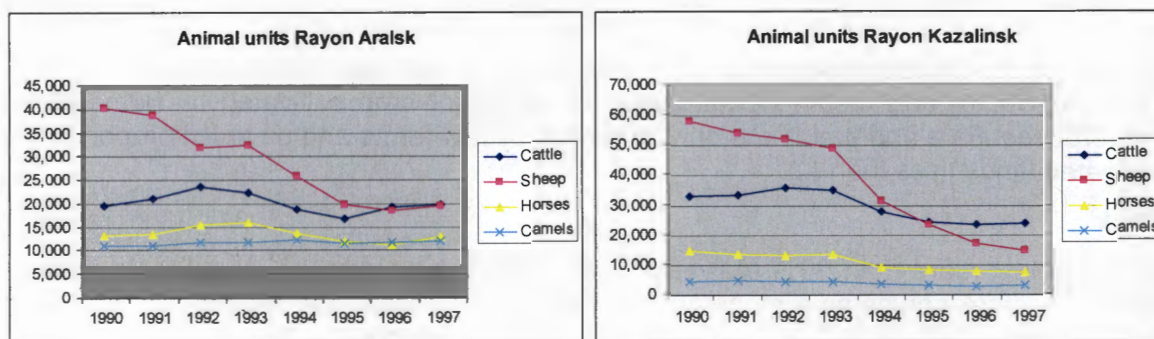 Animal units Rayon Aralsk
45,000
40,000
35,000
30,000
25,000
20,000
15,000
10,000
5,000
0
1990 1991 1992 1993 1994 1995 1996 1997
Cattle
Sheep
Horses
Camels
Animal units Rayon Kazalinsk
70,000
60,000
50,000
40,000
30,000
20,000
10,000
0
1990 1991 1992 1993 1994 1995 1996 1997
Cattle
Sheep
Horses
Camels